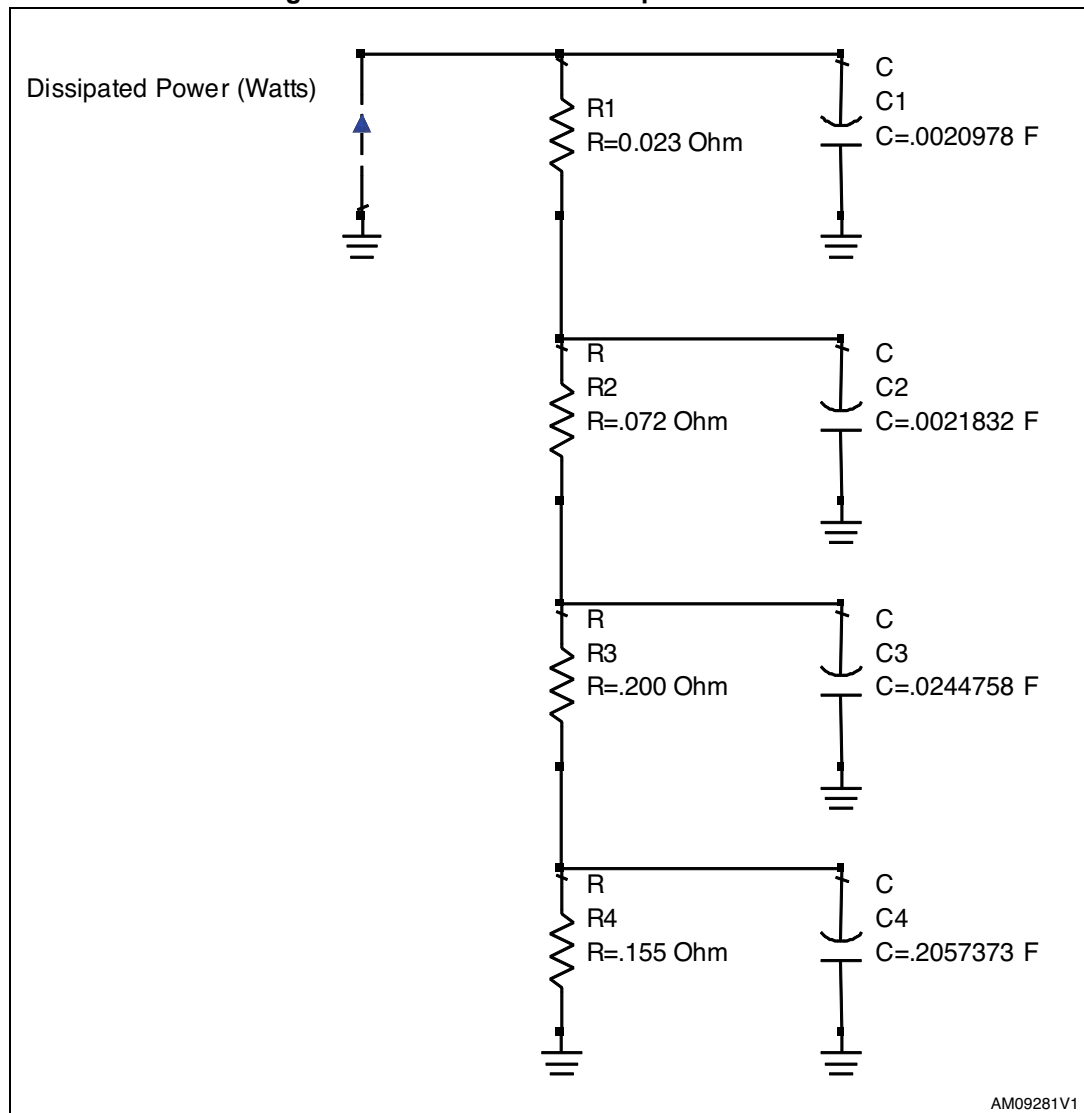 Dissipated Power (Watts)
R1
R=0.023 Ohm
C
C1
C=.0020978 F
R
R2
R=.072 Ohm
C
C2
C=.0021832 F
R
R3
R=.200 Ohm
C
C3
C=.0244758 F
R
R4
R=.155 Ohm
C
C4
C=.2057373 F
AM09281V1